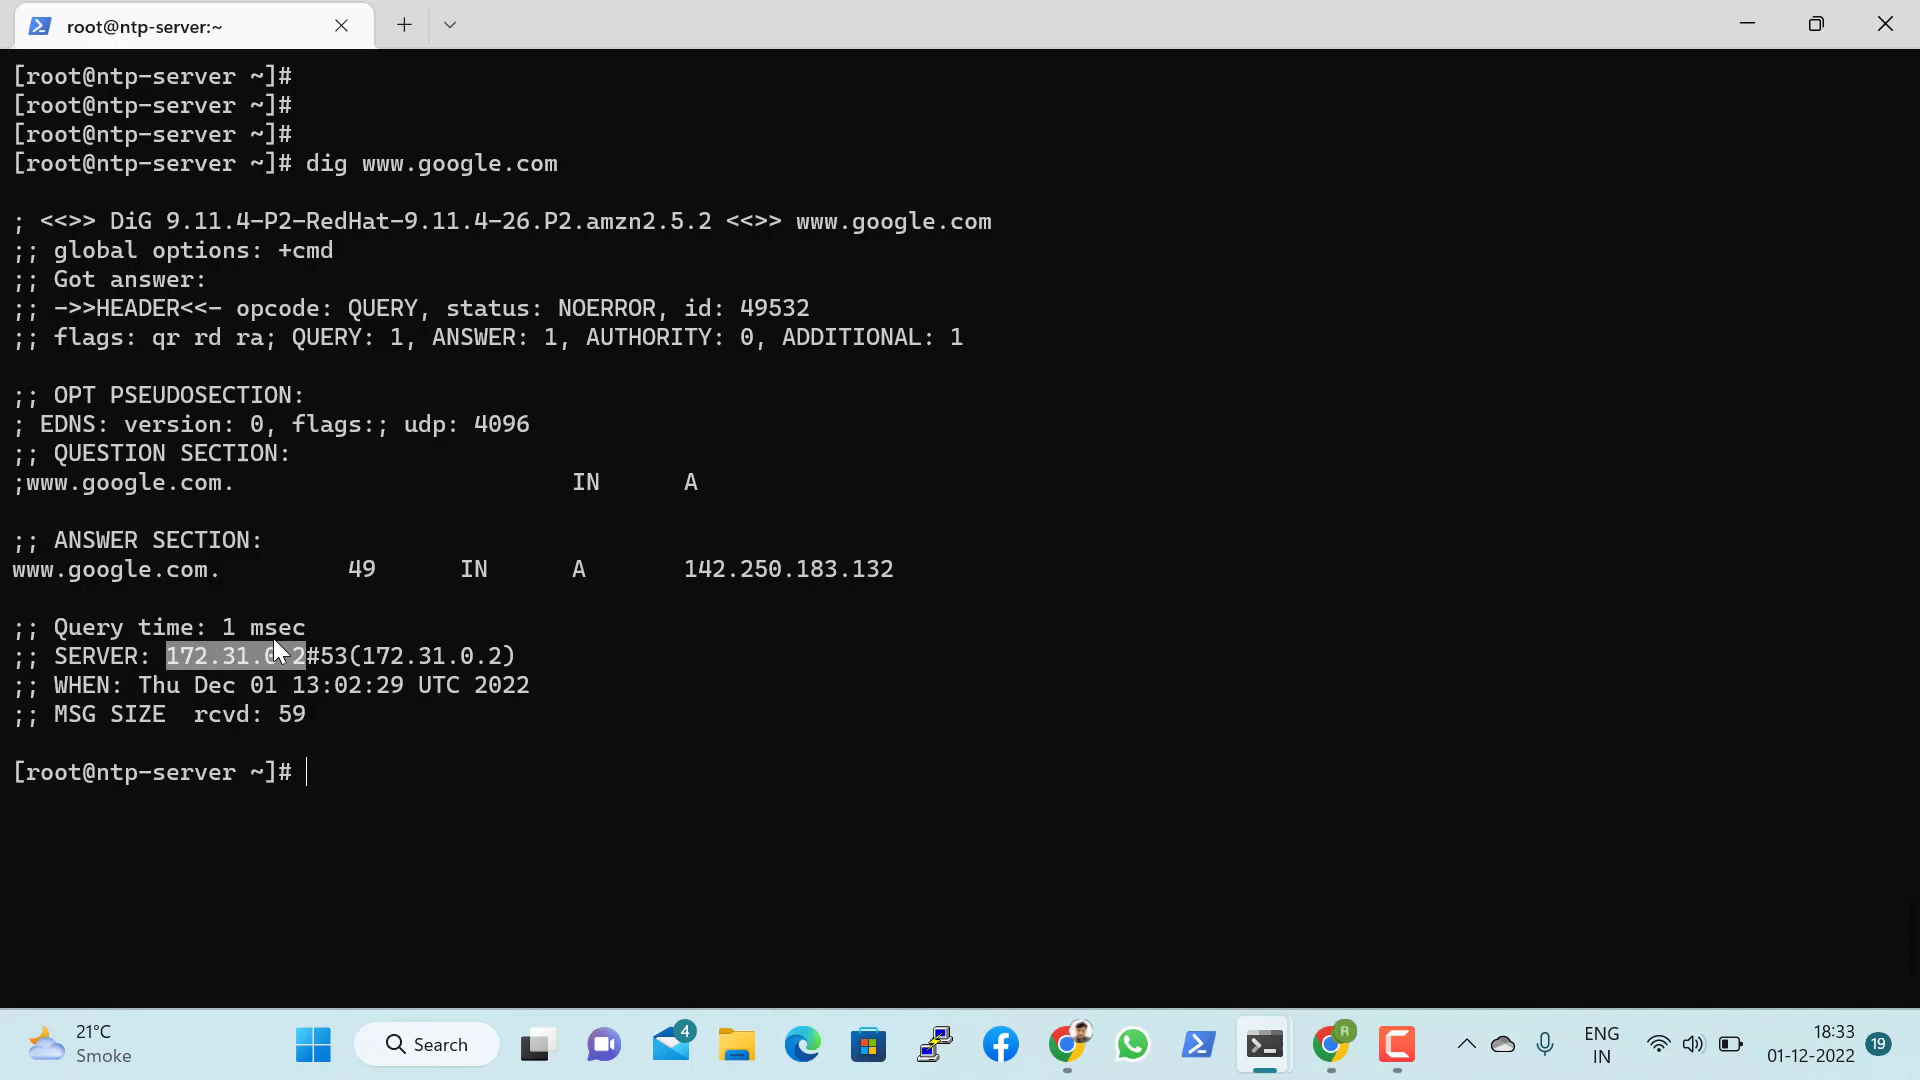 root@ntp-server:~
[root@ntp-server ~]#
[root@ntp-server ~]#
[root@ntp-server ~]#
[root@ntp-server ~]# dig www.google.com
; <<>> DiG 9.11.4-P2-RedHat-9.11.4-26.P2.amzn2.5.2 <<>> www.google.com
;; global options: +cmd
;; Got answer:
;; ->>HEADER<<- opcode: QUERY, status: NOERROR, id: 49532
;; flags: qr rd ra; QUERY: 1, ANSWER: 1, AUTHORITY: 0, ADDITIONAL: 1
;; OPT PSEUDOSECTION:
; EDNS: version: 0, flags:; udp: 4096
;; QUESTION SECTION:
;www.google.com. IN A
;; ANSWER SECTION:
www.google.com. 49 IN A 142.250.183.132
;; Query time: 1 msec
;; SERVER: 172.31.0.2#53(172.31.0.2)
;; WHEN: Thu Dec 01 13:02:29 UTC 2022
;; MSG SIZE rcvd: 59
[root@ntp-server ~]#
21°C
Smoke
Search
4
R
ENG
IN
18:33
01-12-2022
19